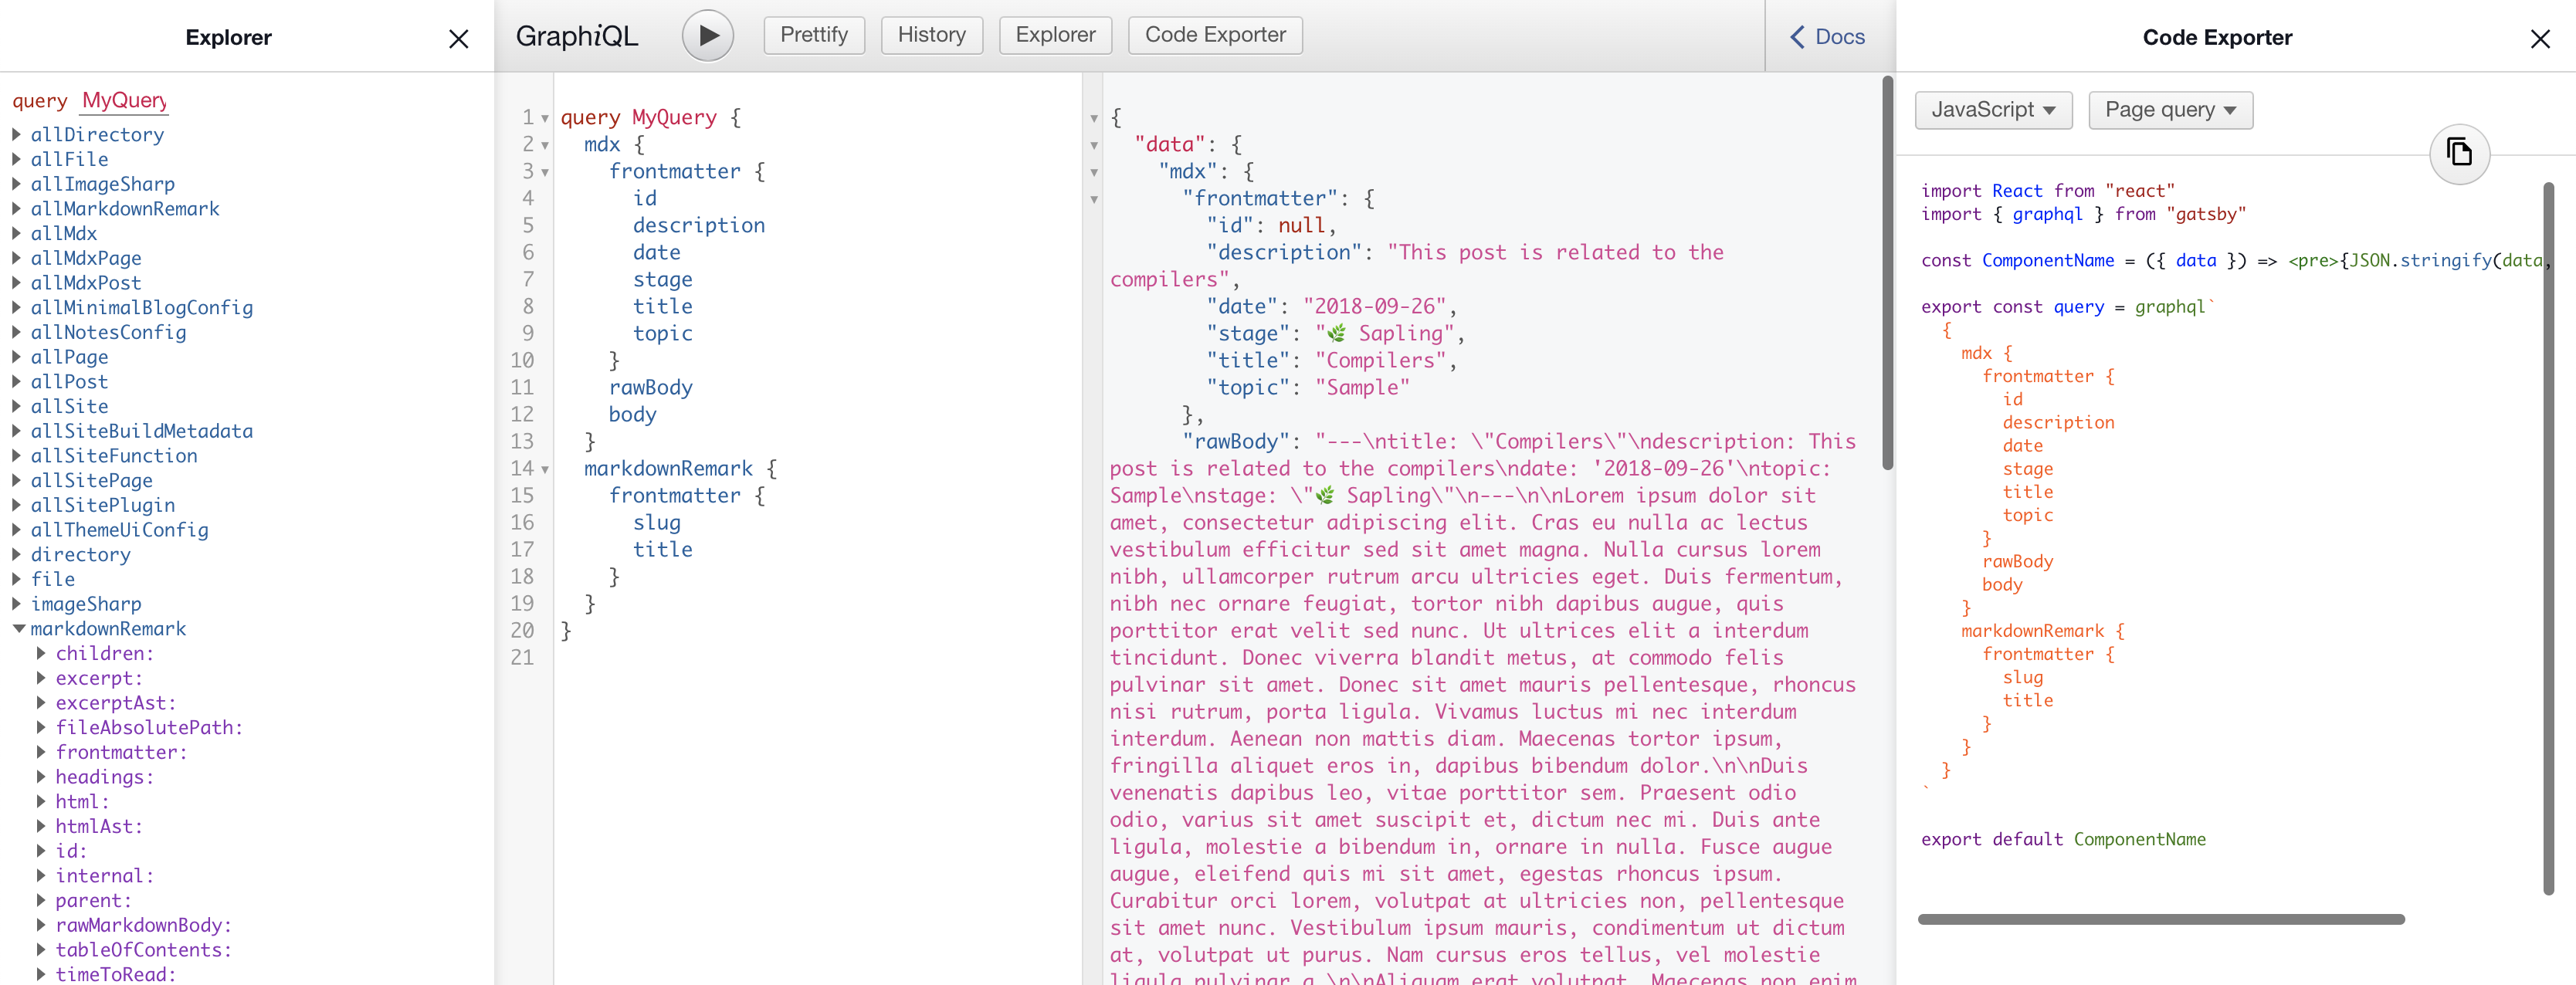 Explorer
query MyQuery
allDirectory
allFile
allImageSharp
allMarkdownRemark
allMdx
allMdxPage
allMdxPost
allMinimalBlogConfig
allNotesConfig
allPage
allPost
allSite
allSiteBuildMetadata
allSiteFunction
allSitePage
allSitePlugin
allThemeUiConfig
directory
file
imageSharp
markdownRemark
children:
excerpt:
excerptAst:
fileAbsolutePath:
frontmatter:
headings:
html:
htmlAst:
id:
internal:
parent:
rawMarkdownBody:
tableOfContents:
timeToRead:
GraphiQL
Prettify
History
Explorer
Code Exporter
Docs
1 query MyQuery {
2 mdx {
3 frontmatter {
4 id
5 description
6 date
7 stage
8 title
9 topic
10 }
11 rawBody
12 body
13 }
14 markdownRemark {
15 frontmatter {
16 slug
17 title
18 }
19 }
20 }
21
{
"data": {
"mdx": {
"frontmatter": {
"id": null,
"description": "This post is related to the
compilers",
"date": "2018-09-26",
"stage": "🌿 Sapling",
"title": "Compilers",
"topic": "Sample"
},
"rawBody": "---\ntitle: \"Compilers\"\ndescription: This
post is related to the compilers\ndate: '2018-09-26'\ntopic:
Sample\nstage: \"🌿 Sapling\"\n---\n\nLorem ipsum dolor sit
amet, consectetur adipiscing elit. Cras eu nulla ac lectus
vestibulum efficitur sed sit amet magna. Nulla cursus lorem
nibh, ullamcorper rutrum arcu ultricies eget. Duis fermentum,
nibh nec ornare feugiat, tortor nibh dapibus augue, quis
porttitor erat velit sed nunc. Ut ultrices elit a interdum
tincidunt. Donec viverra blandit metus, at commodo felis
pulvinar sit amet. Donec sit amet mauris pellentesque, rhoncus
nisi rutrum, porta ligula. Vivamus luctus mi nec interdum
interdum. Aenean non mattis diam. Maecenas tortor ipsum,
fringilla aliquet eros in, dapibus bibendum dolor.\n\nDuis
venenatis dapibus leo, vitae porttitor sem. Praesent odio
odio, varius sit amet suscipit et, dictum nec mi. Duis ante
ligula, molestie a bibendum in, ornare in nulla. Fusce augue
augue, eleifend quis mi sit amet, egestas rhoncus ipsum.
Curabitur orci lorem, volutpat at ultricies non, pellentesque
sit amet nunc. Vestibulum ipsum mauris, condimentum ut dictum
at, volutpat ut purus. Nam cursus eros tellus, vel molestie
ligula pulvinar a.\n\nAliquam erat volutpat. Maecenas non enim
Code Exporter
JavaScript
Page query
import React from "react"
import { graphql } from "gatsby"
const ComponentName = ({ data }) => <pre>{JSON.stringify(data,
export const query = graphql`
{
mdx {
frontmatter {
id
description
date
stage
title
topic
}
rawBody
body
}
markdownRemark {
frontmatter {
slug
title
}
}
}
`
export default ComponentName